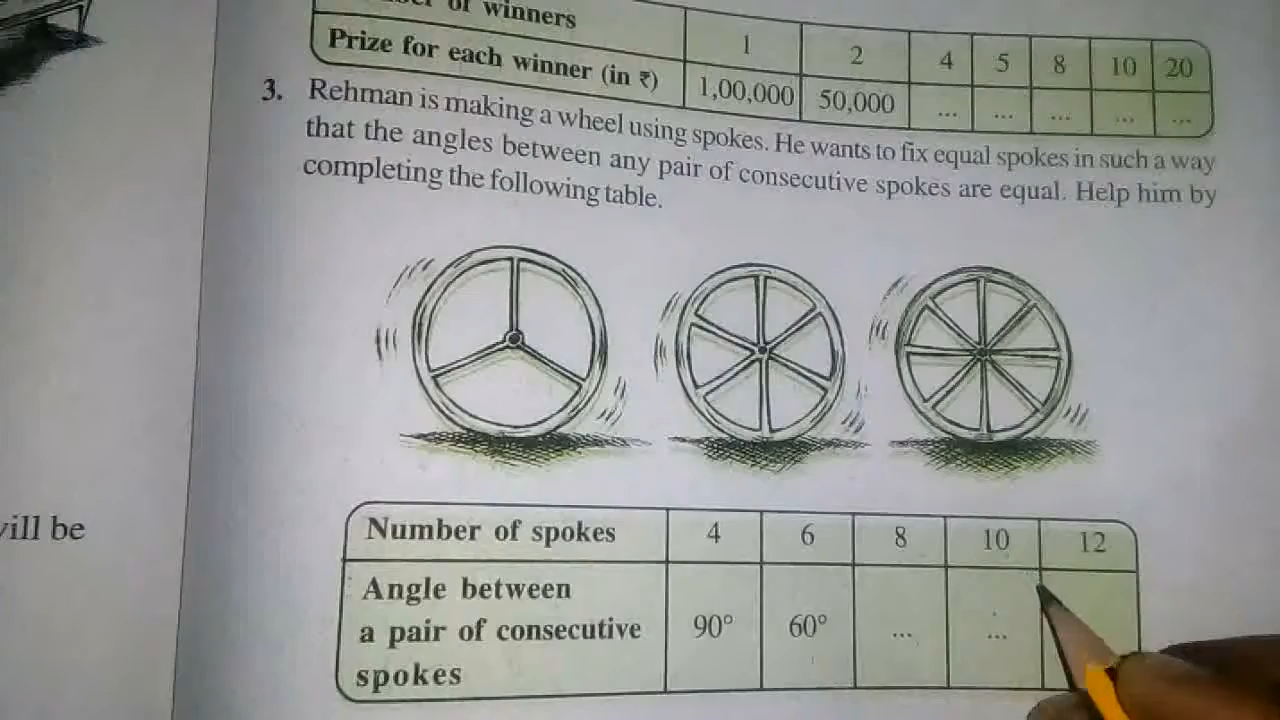 of winners 1 2 4 5 8 10 20
Prize for each winner (in ₹) 1,00,000 50,000 ... ... ... ... ...
3. Rehman is making a wheel using spokes. He wants to fix equal spokes in such a way
that the angles between any pair of consecutive spokes are equal. Help him by
completing the following table.
will be
Number of spokes 4 6 8 10 12
Angle between
a pair of consecutive 90° 60° ... ...
spokes